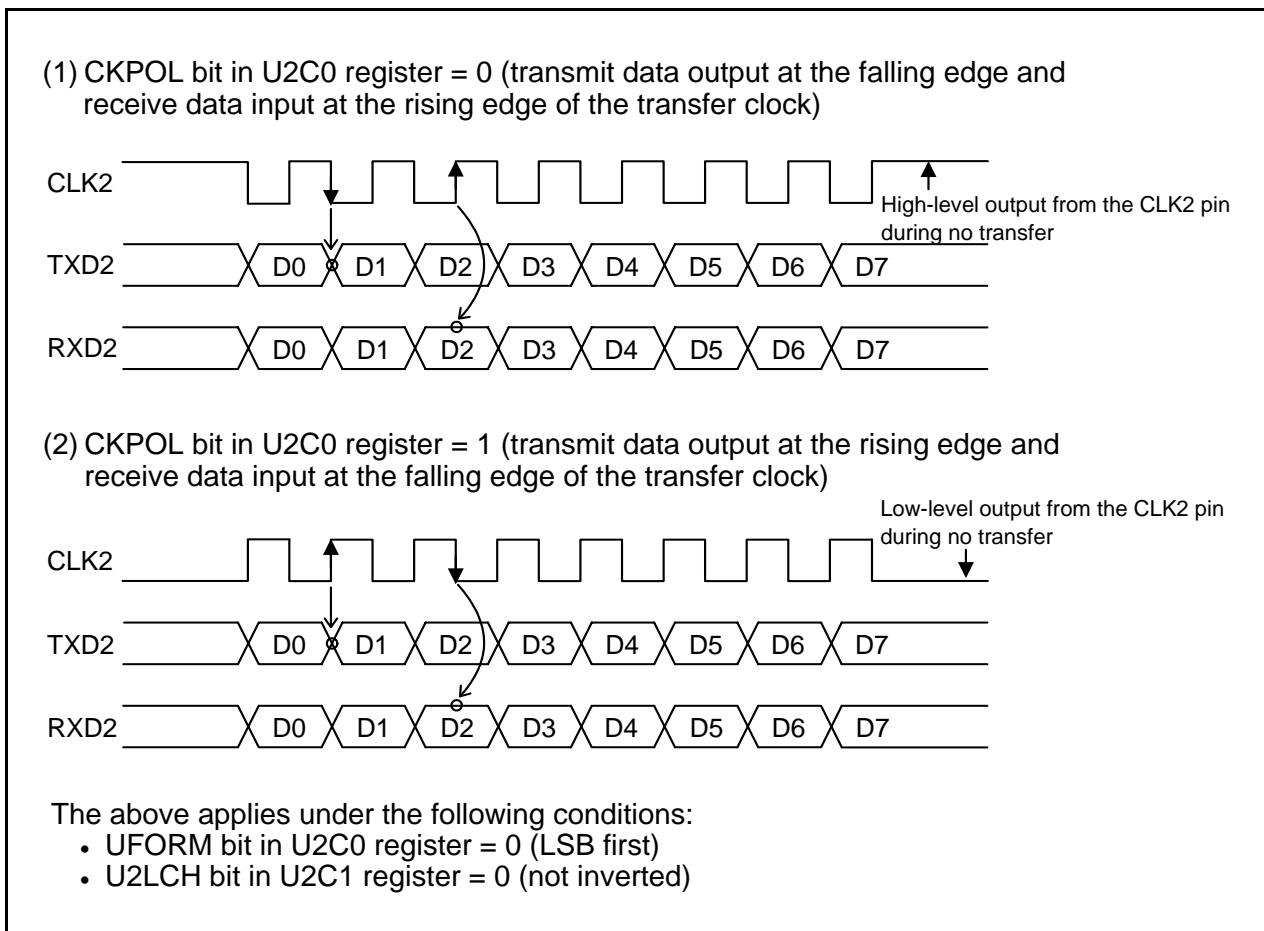 (1) CKPOL bit in U2C0 register = 0 (transmit data output at the falling edge and
receive data input at the rising edge of the transfer clock)
CLK2
High-level output from the CLK2 pin
during no transfer
TXD2 D0 D1 D2 D3 D4 D5 D6 D7
RXD2 D0 D1 D2 D3 D4 D5 D6 D7
(2) CKPOL bit in U2C0 register = 1 (transmit data output at the rising edge and
receive data input at the falling edge of the transfer clock)
Low-level output from the CLK2 pin
during no transfer
CLK2
TXD2 D0 D1 D2 D3 D4 D5 D6 D7
RXD2 D0 D1 D2 D3 D4 D5 D6 D7
The above applies under the following conditions:
• UFORM bit in U2C0 register = 0 (LSB first)
• U2LCH bit in U2C1 register = 0 (not inverted)